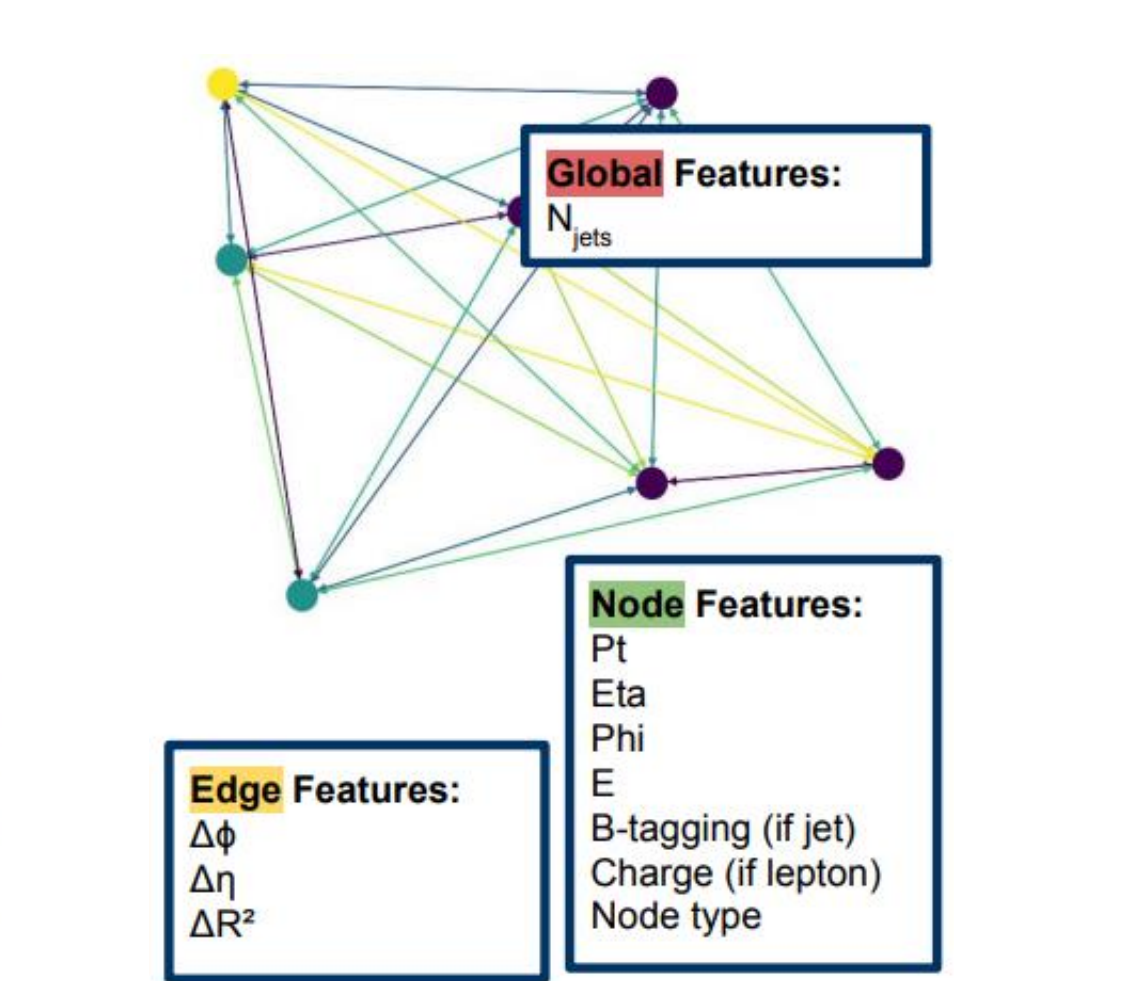 Global Features:
N_jets
Node Features:
Pt
Eta
Phi
E
B-tagging (if jet)
Charge (if lepton)
Node type
Edge Features:
Δϕ
Δη
ΔR²